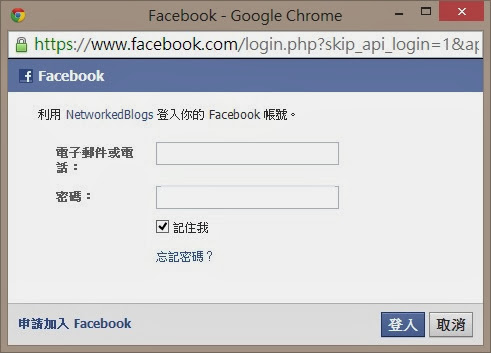 Facebook - Google Chrome
https://www.facebook.com/login.php?skip_api_login=1&ap
Facebook
利用 NetworkedBlogs 登入你的 Facebook 帳號。
電子郵件或電
話：
密碼：
記住我
忘記密碼？
申請加入 Facebook
登入 取消